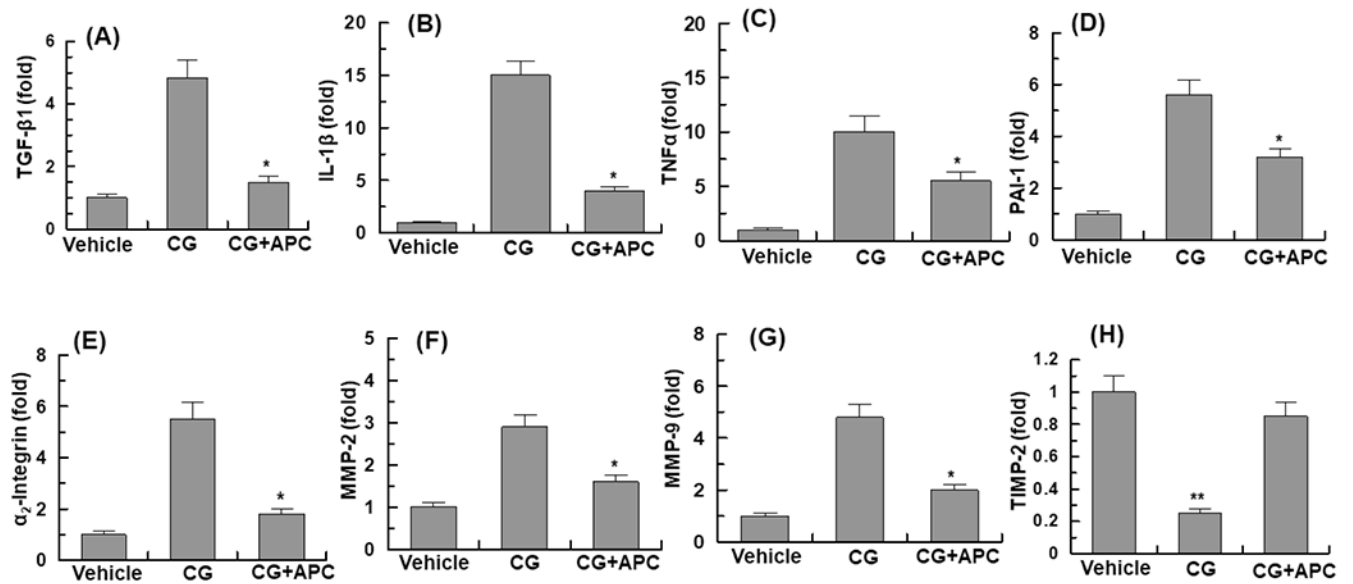 (A)
TGF-β1 (fold)
6
4
2
0
Vehicle CG CG+APC
*
(B)
IL-1β (fold)
20
15
10
5
0
Vehicle CG CG+APC
*
(C)
TNFα (fold)
20
15
10
5
0
Vehicle CG CG+APC
*
(D)
PAI-1 (fold)
8
6
4
2
0
Vehicle CG CG+APC
*
(E)
α₂-Integrin (fold)
8
6
4
2
0
Vehicle CG CG+APC
*
(F)
MMP-2 (fold)
5
4
3
2
1
0
Vehicle CG CG+APC
*
(G)
MMP-9 (fold)
8
6
4
2
0
Vehicle CG CG+APC
*
(H)
TIMP-2 (fold)
1.2
1
0.8
0.6
0.4
0.2
0
Vehicle CG CG+APC
**